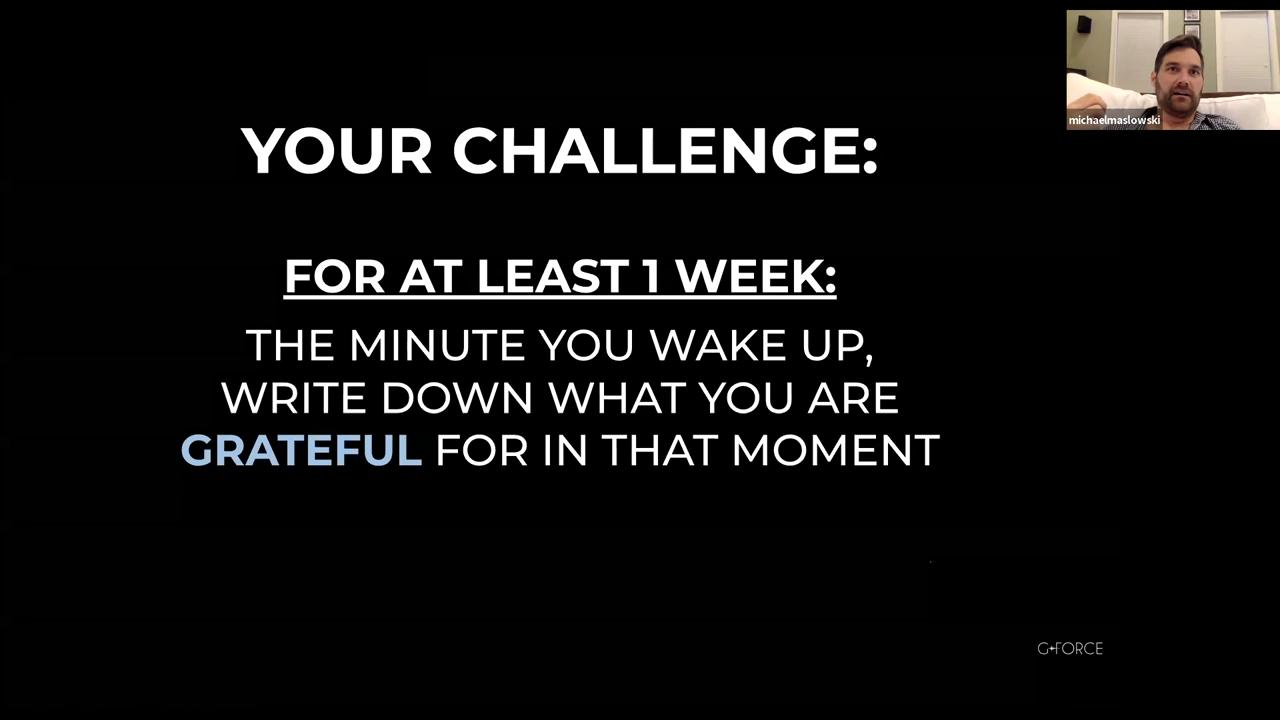 michaelmaslowski
YOUR CHALLENGE:
FOR AT LEAST 1 WEEK:
THE MINUTE YOU WAKE UP,
WRITE DOWN WHAT YOU ARE
GRATEFUL FOR IN THAT MOMENT
G+FORCE